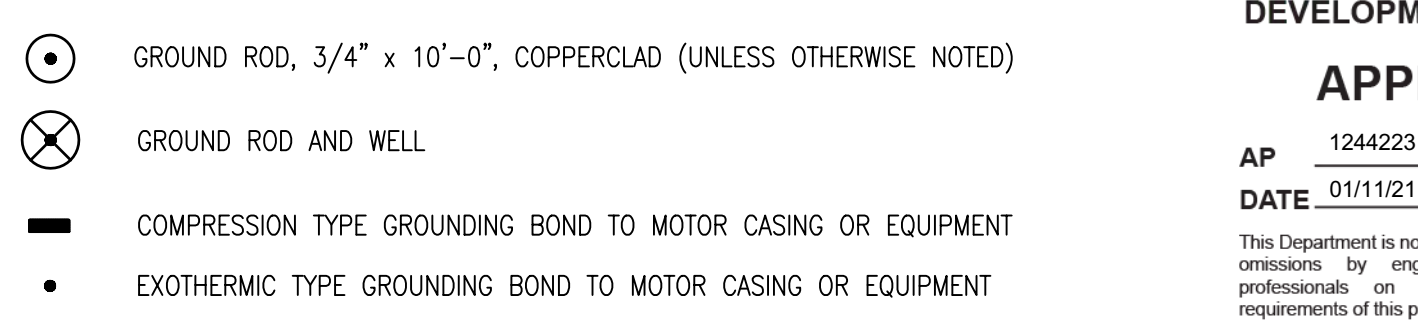 GROUND ROD, 3/4" x 10'-0", COPPERCLAD (UNLESS OTHERWISE NOTED)
GROUND ROD AND WELL
COMPRESSION TYPE GROUNDING BOND TO MOTOR CASING OR EQUIPMENT
EXOTHERMIC TYPE GROUNDING BOND TO MOTOR CASING OR EQUIPMENT
AP 1244223
DATE 01/11/21
This Department is
omissions by
professionals on
requirements of this